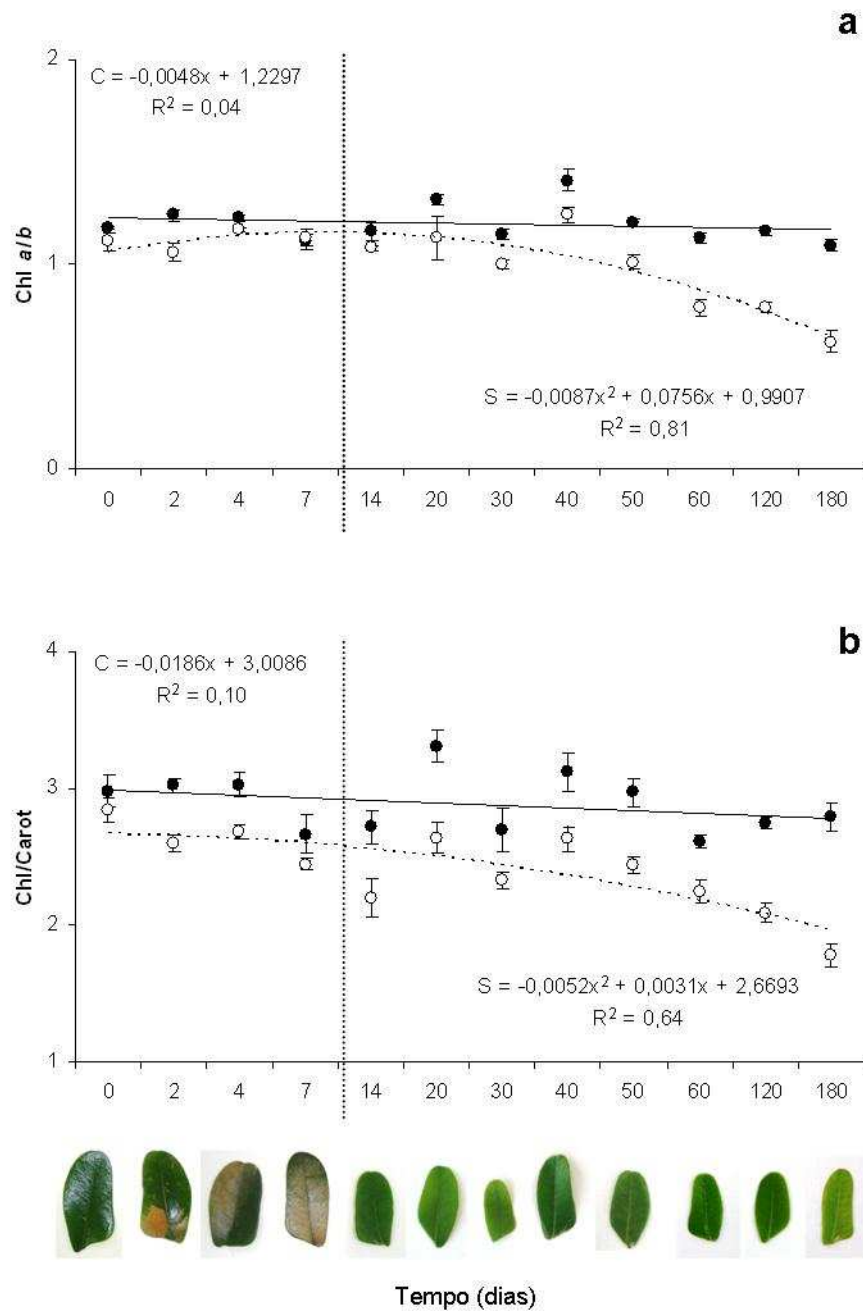 a
2
C = -0,0048x + 1,2297
R² = 0,04
Chl a/b
1
S = -0,0087x² + 0,0756x + 0,9907
R² = 0,81
0
0 2 4 7 14 20 30 40 50 60 120 180
b
4
C = -0,0186x + 3,0086
R² = 0,10
3
Chl/Carot
2
S = -0,0052x² + 0,0031x + 2,6693
R² = 0,64
1
0 2 4 7 14 20 30 40 50 60 120 180
Tempo (dias)